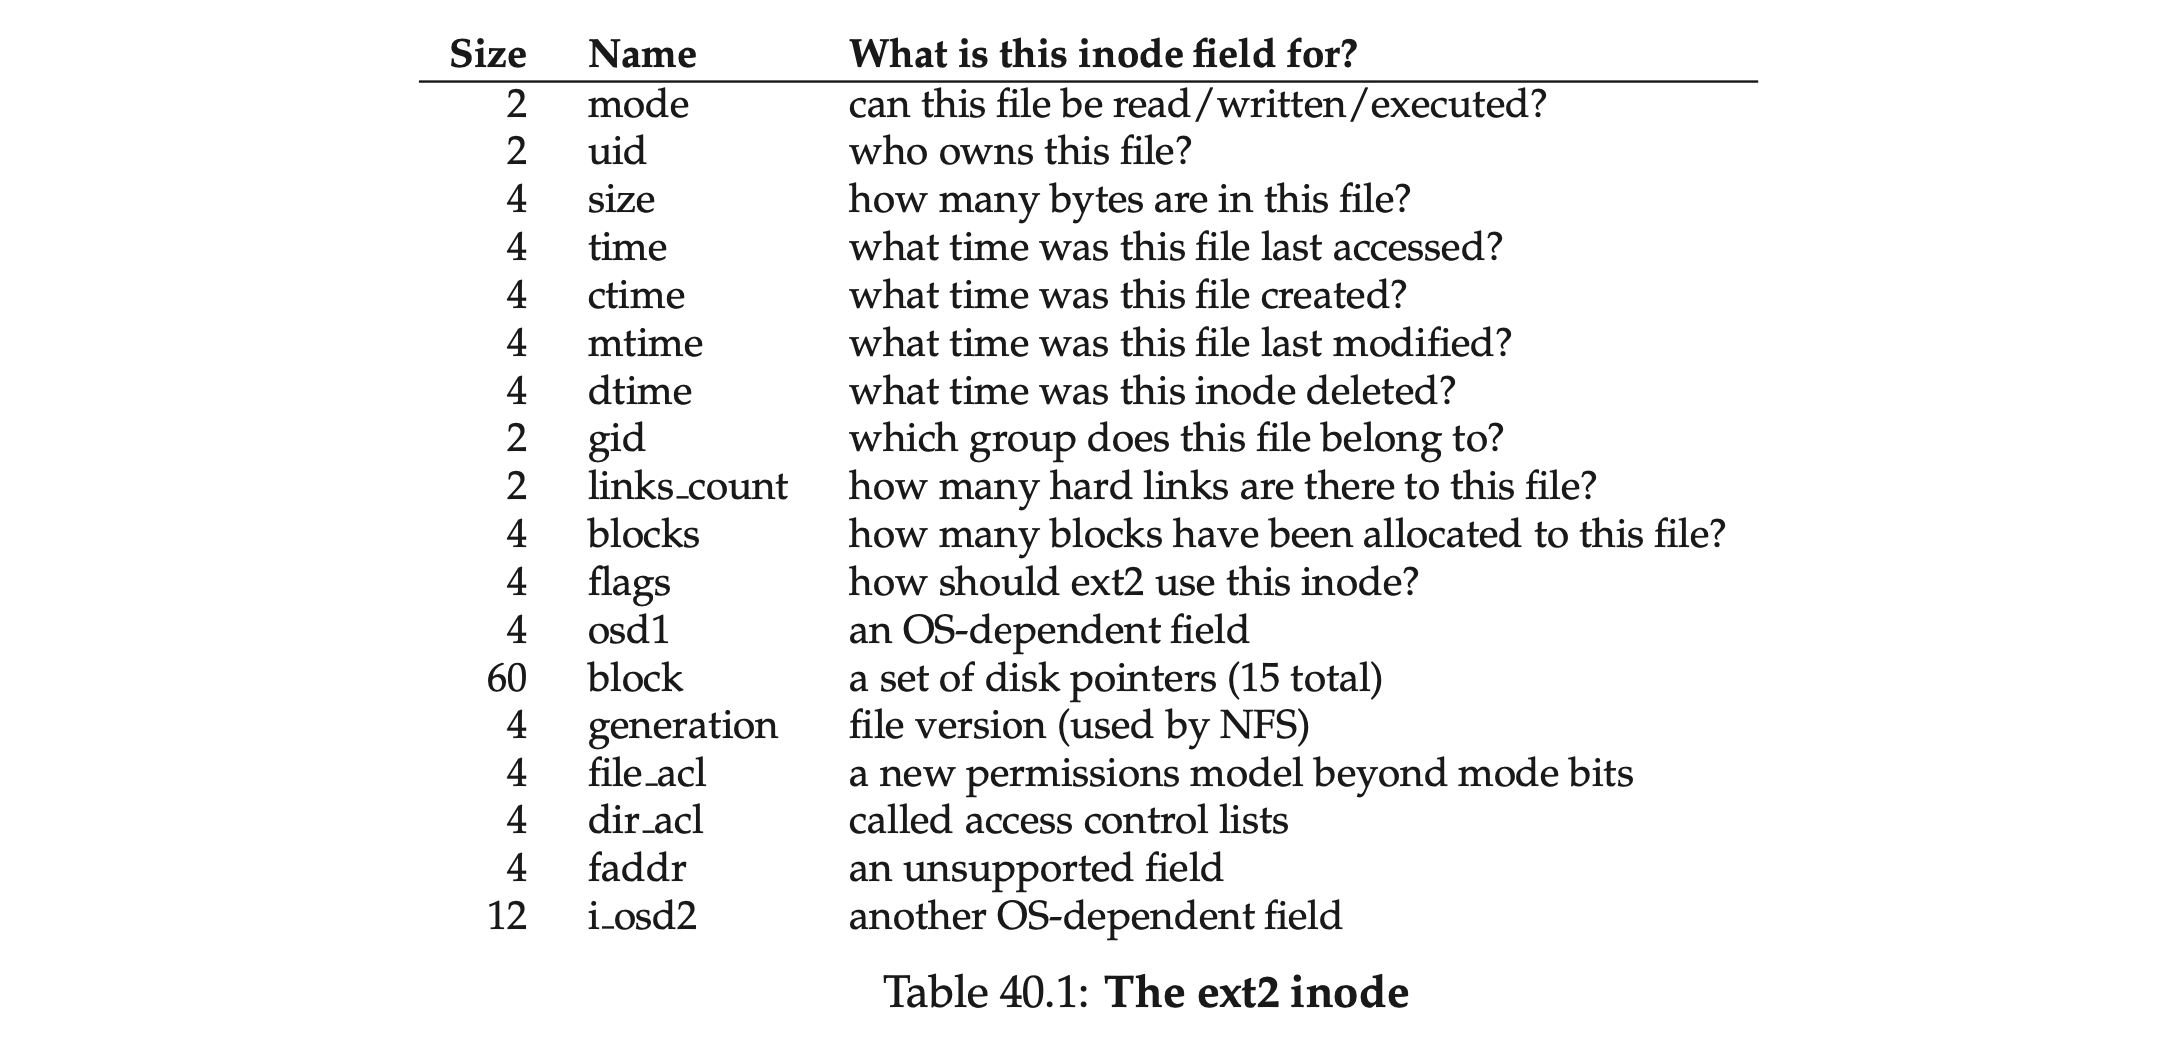 Size Name What is this inode field for?
2 mode can this file be read/written/executed?
2 uid who owns this file?
4 size how many bytes are in this file?
4 time what time was this file last accessed?
4 ctime what time was this file created?
4 mtime what time was this file last modified?
4 dtime what time was this inode deleted?
2 gid which group does this file belong to?
2 links_count how many hard links are there to this file?
4 blocks how many blocks have been allocated to this file?
4 flags how should ext2 use this inode?
4 osd1 an OS-dependent field
60 block a set of disk pointers (15 total)
4 generation file version (used by NFS)
4 file_acl a new permissions model beyond mode bits
4 dir_acl called access control lists
4 faddr an unsupported field
12 i_osd2 another OS-dependent field
Table 40.1: The ext2 inode